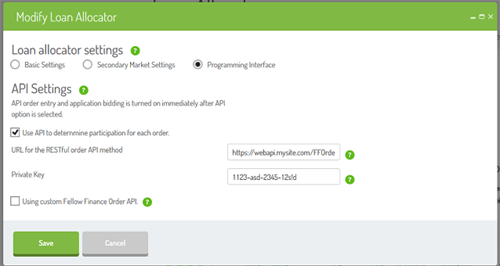 Modify Loan Allocator
Loan allocator settings ?
Basic Settings Secondary Market Settings Programming Interface
API Settings ?
API order entry and application bidding is turned on immediately after API
option is selected.
Use API to determine participation for each order. ?
URL for the RESTful order API method https://webapi.mysite.com/FFOrde ?
Private Key 1123-asd-2345-12s!d ?
Using custom Fellow Finance Order API. ?
Save Cancel